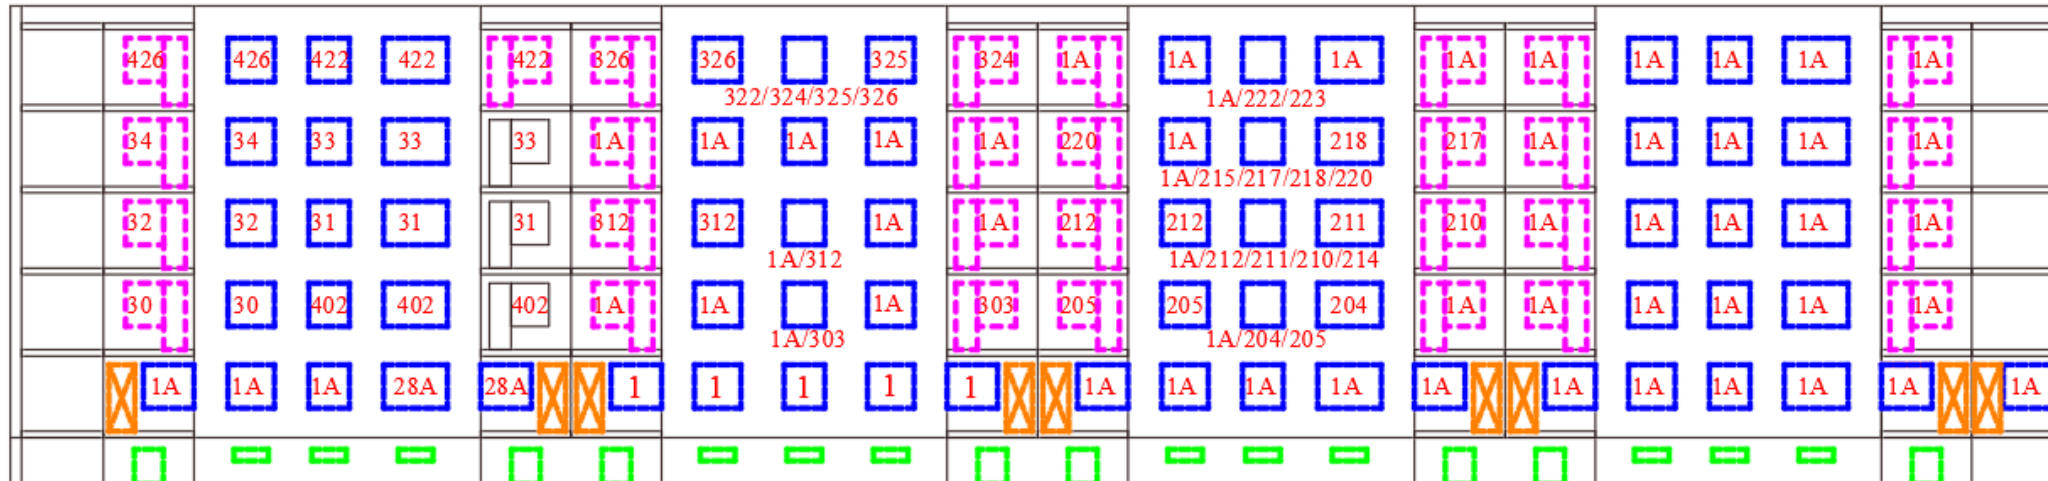 426 426 422 422 422 326 326 325 324 1A 1A 1A 1A 1A 1A 1A 1A 1A
322/324/325/326 1A/222/223
34 34 33 33 33 1A 1A 1A 1A 1A 220 1A 218 217 1A 1A 1A 1A 1A
1A/215/217/218/220
32 32 31 31 31 312 312 1A 1A 212 212 211 210 1A 1A 1A 1A 1A
1A/312 1A/212/211/210/214
30 30 402 402 402 1A 1A 1A 303 205 205 204 1A 1A 1A 1A 1A 1A
1A/303 1A/204/205
1A 1A 1A 28A 28A 1 1 1 1 1 1A 1A 1A 1A 1A 1A 1A 1A 1A 1A 1A